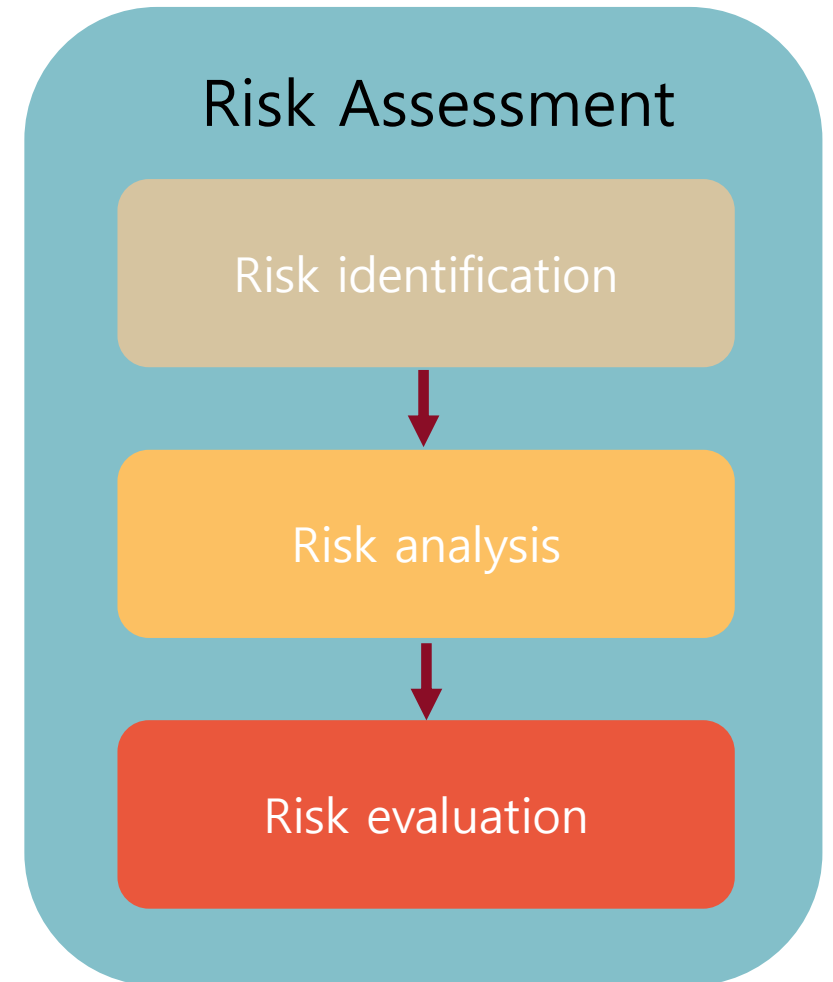 Risk Assessment
Risk identification
Risk analysis
Risk evaluation